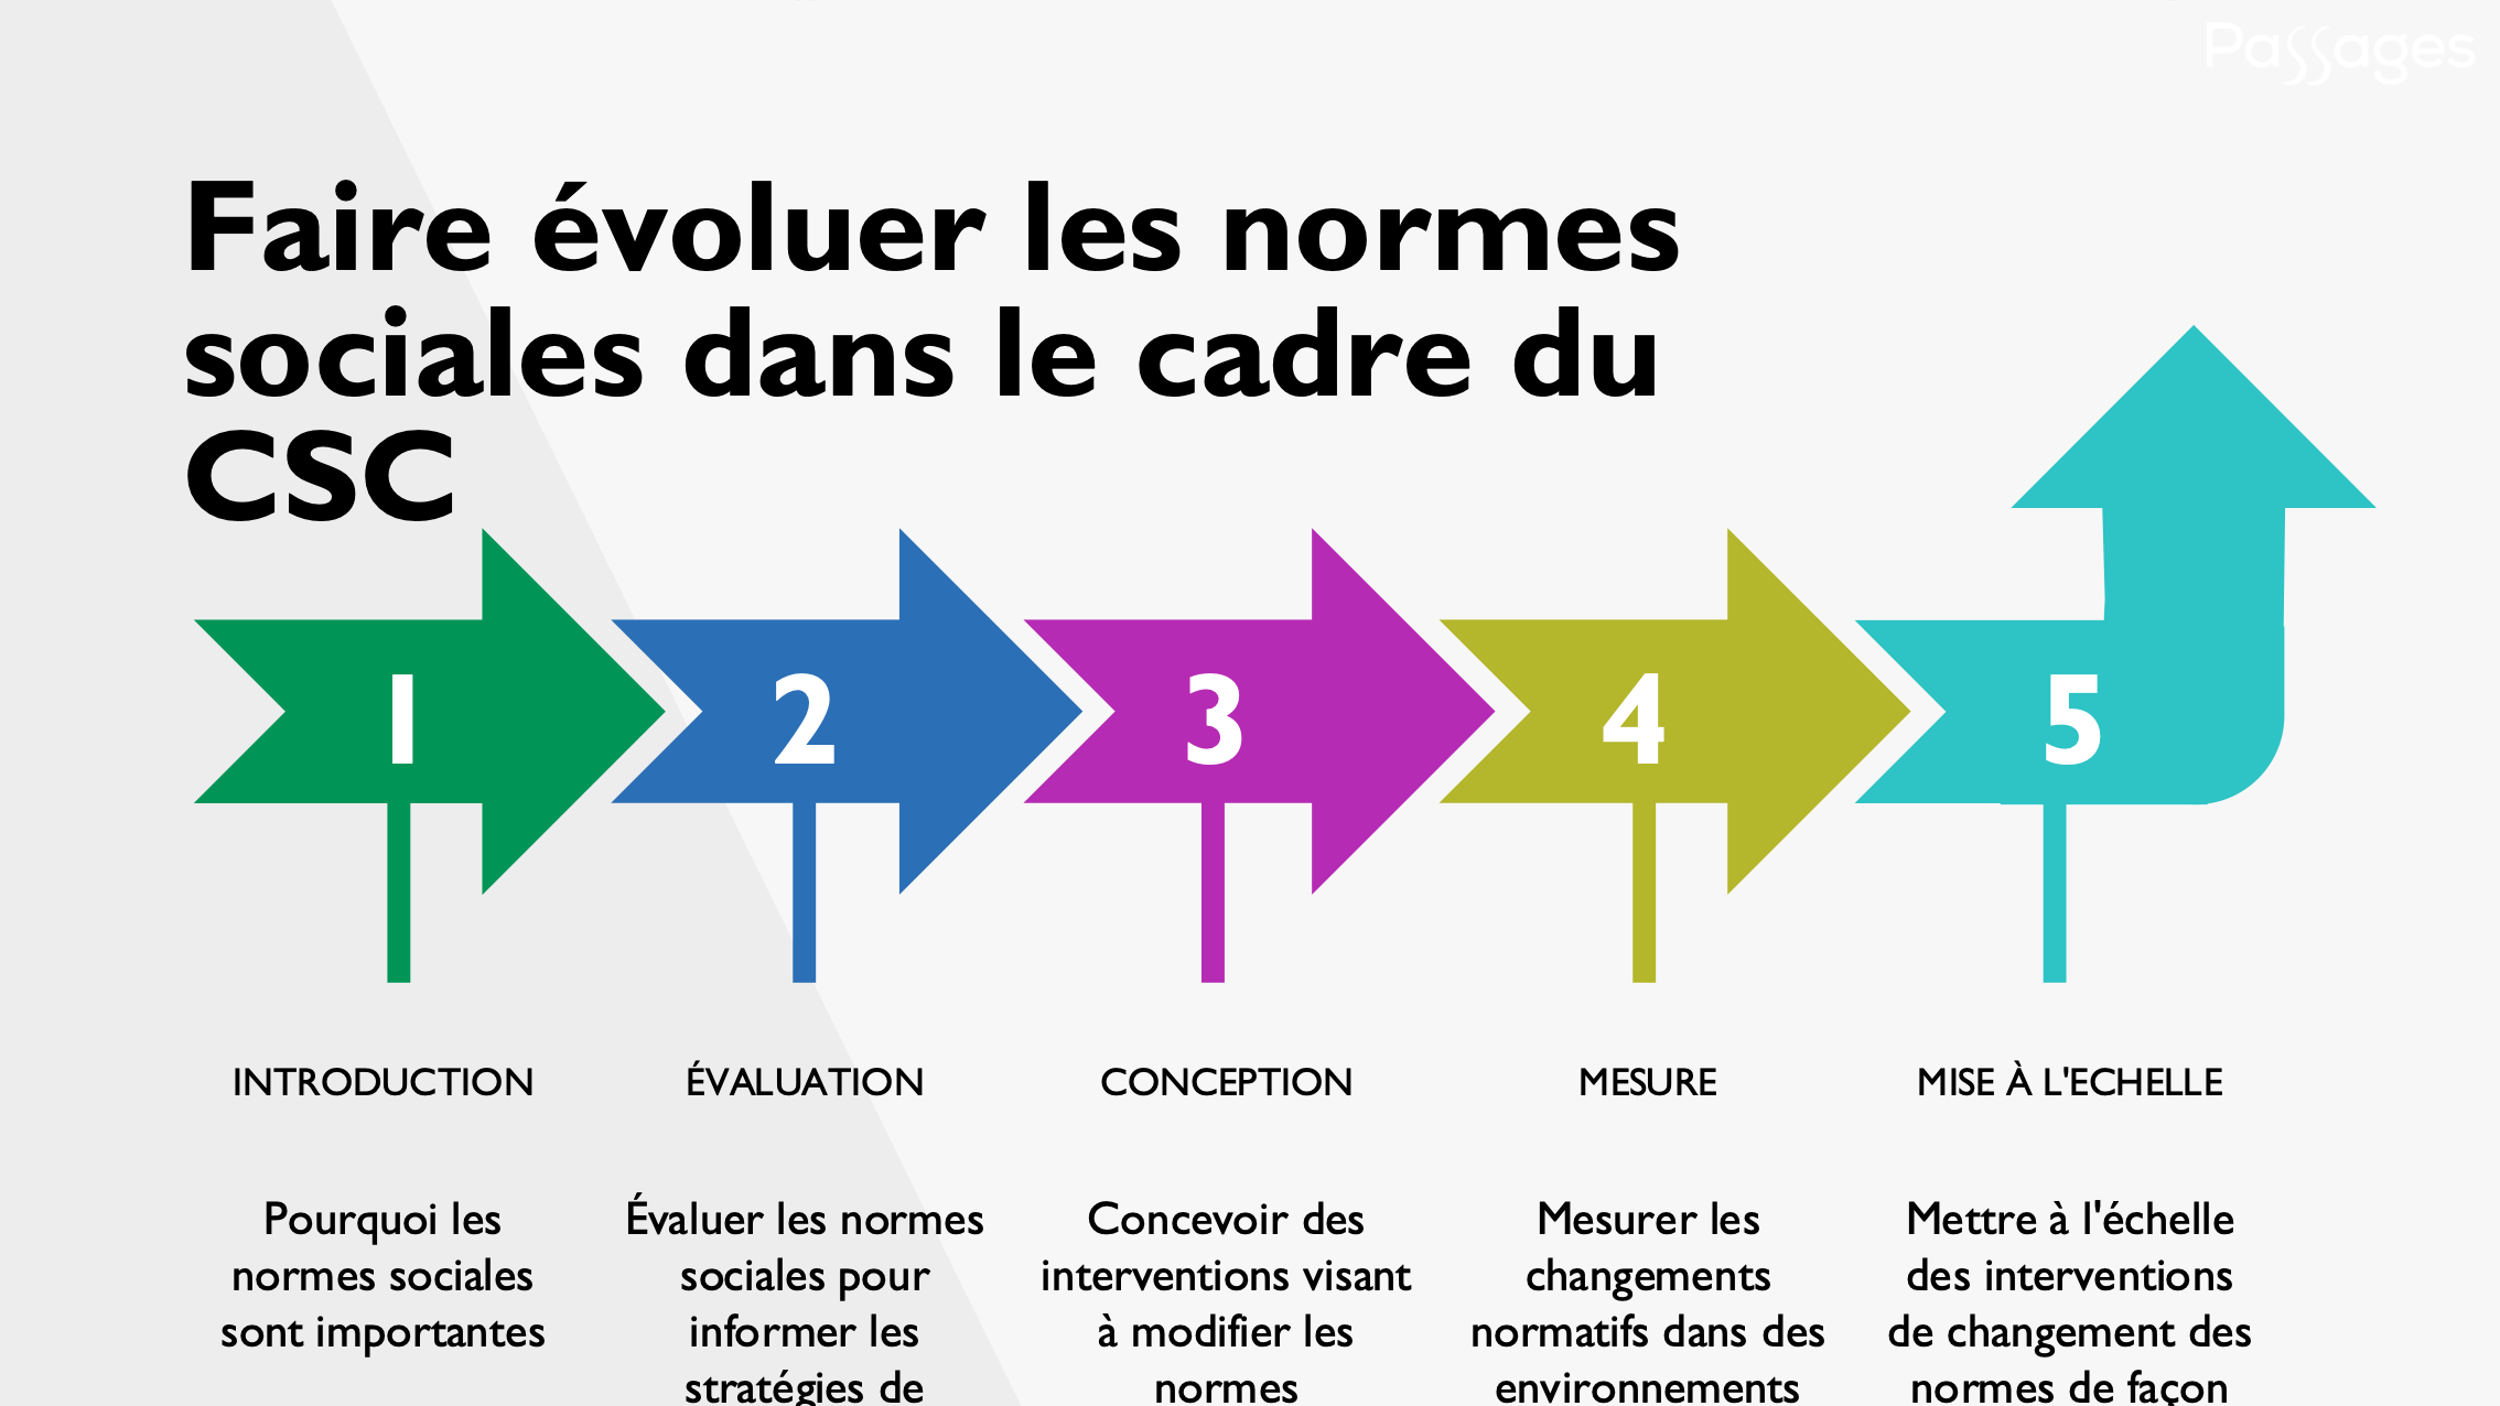 Passages
Faire évoluer les normes
sociales dans le cadre du
CSC
1
2
3
4
5
INTRODUCTION
ÉVALUATION
CONCEPTION
MESURE
MISE À L'ECHELLE
Pourquoi les
normes sociales
sont importantes
Évaluer les normes
sociales pour
informer les
stratégies de
Concevoir des
interventions visant
à modifier les
normes
Mesurer les
changements
normatifs dans des
environnements
Mettre à l'échelle
des interventions
de changement des
normes de façon